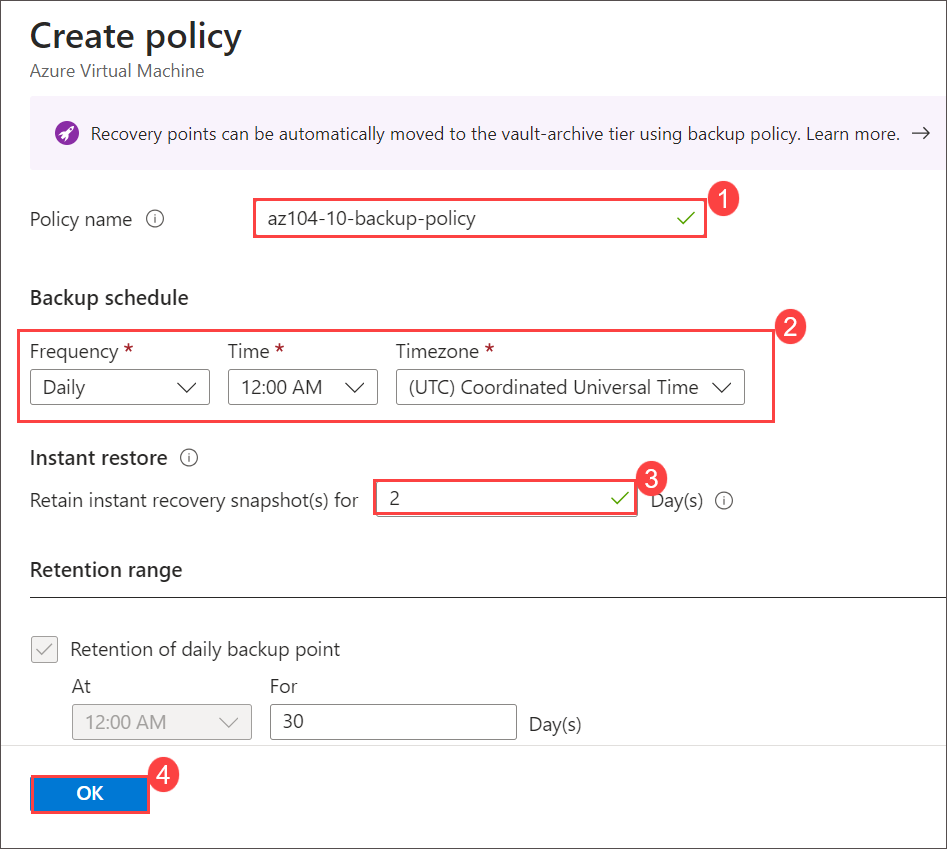 Create policy
Azure Virtual Machine
Recovery points can be automatically moved to the vault-archive tier using backup policy. Learn more. →
Policy name
az104-10-backup-policy
1
Backup schedule
2
Frequency * Time * Timezone *
Daily 12:00 AM (UTC) Coordinated Universal Time
Instant restore
3
Retain instant recovery snapshot(s) for 2 Day(s)
Retention range
Retention of daily backup point
At For
12:00 AM 30 Day(s)
4
OK